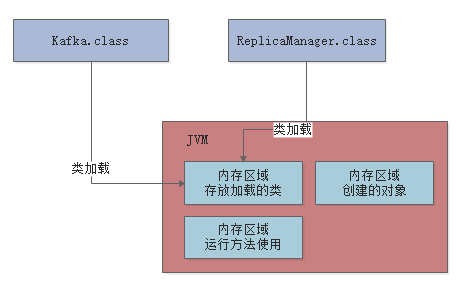 Kafka.class
ReplicaManager.class
类加载
JVM
类加载
内存区域
存放加载的类
内存区域
创建的对象
内存区域
运行方法使用